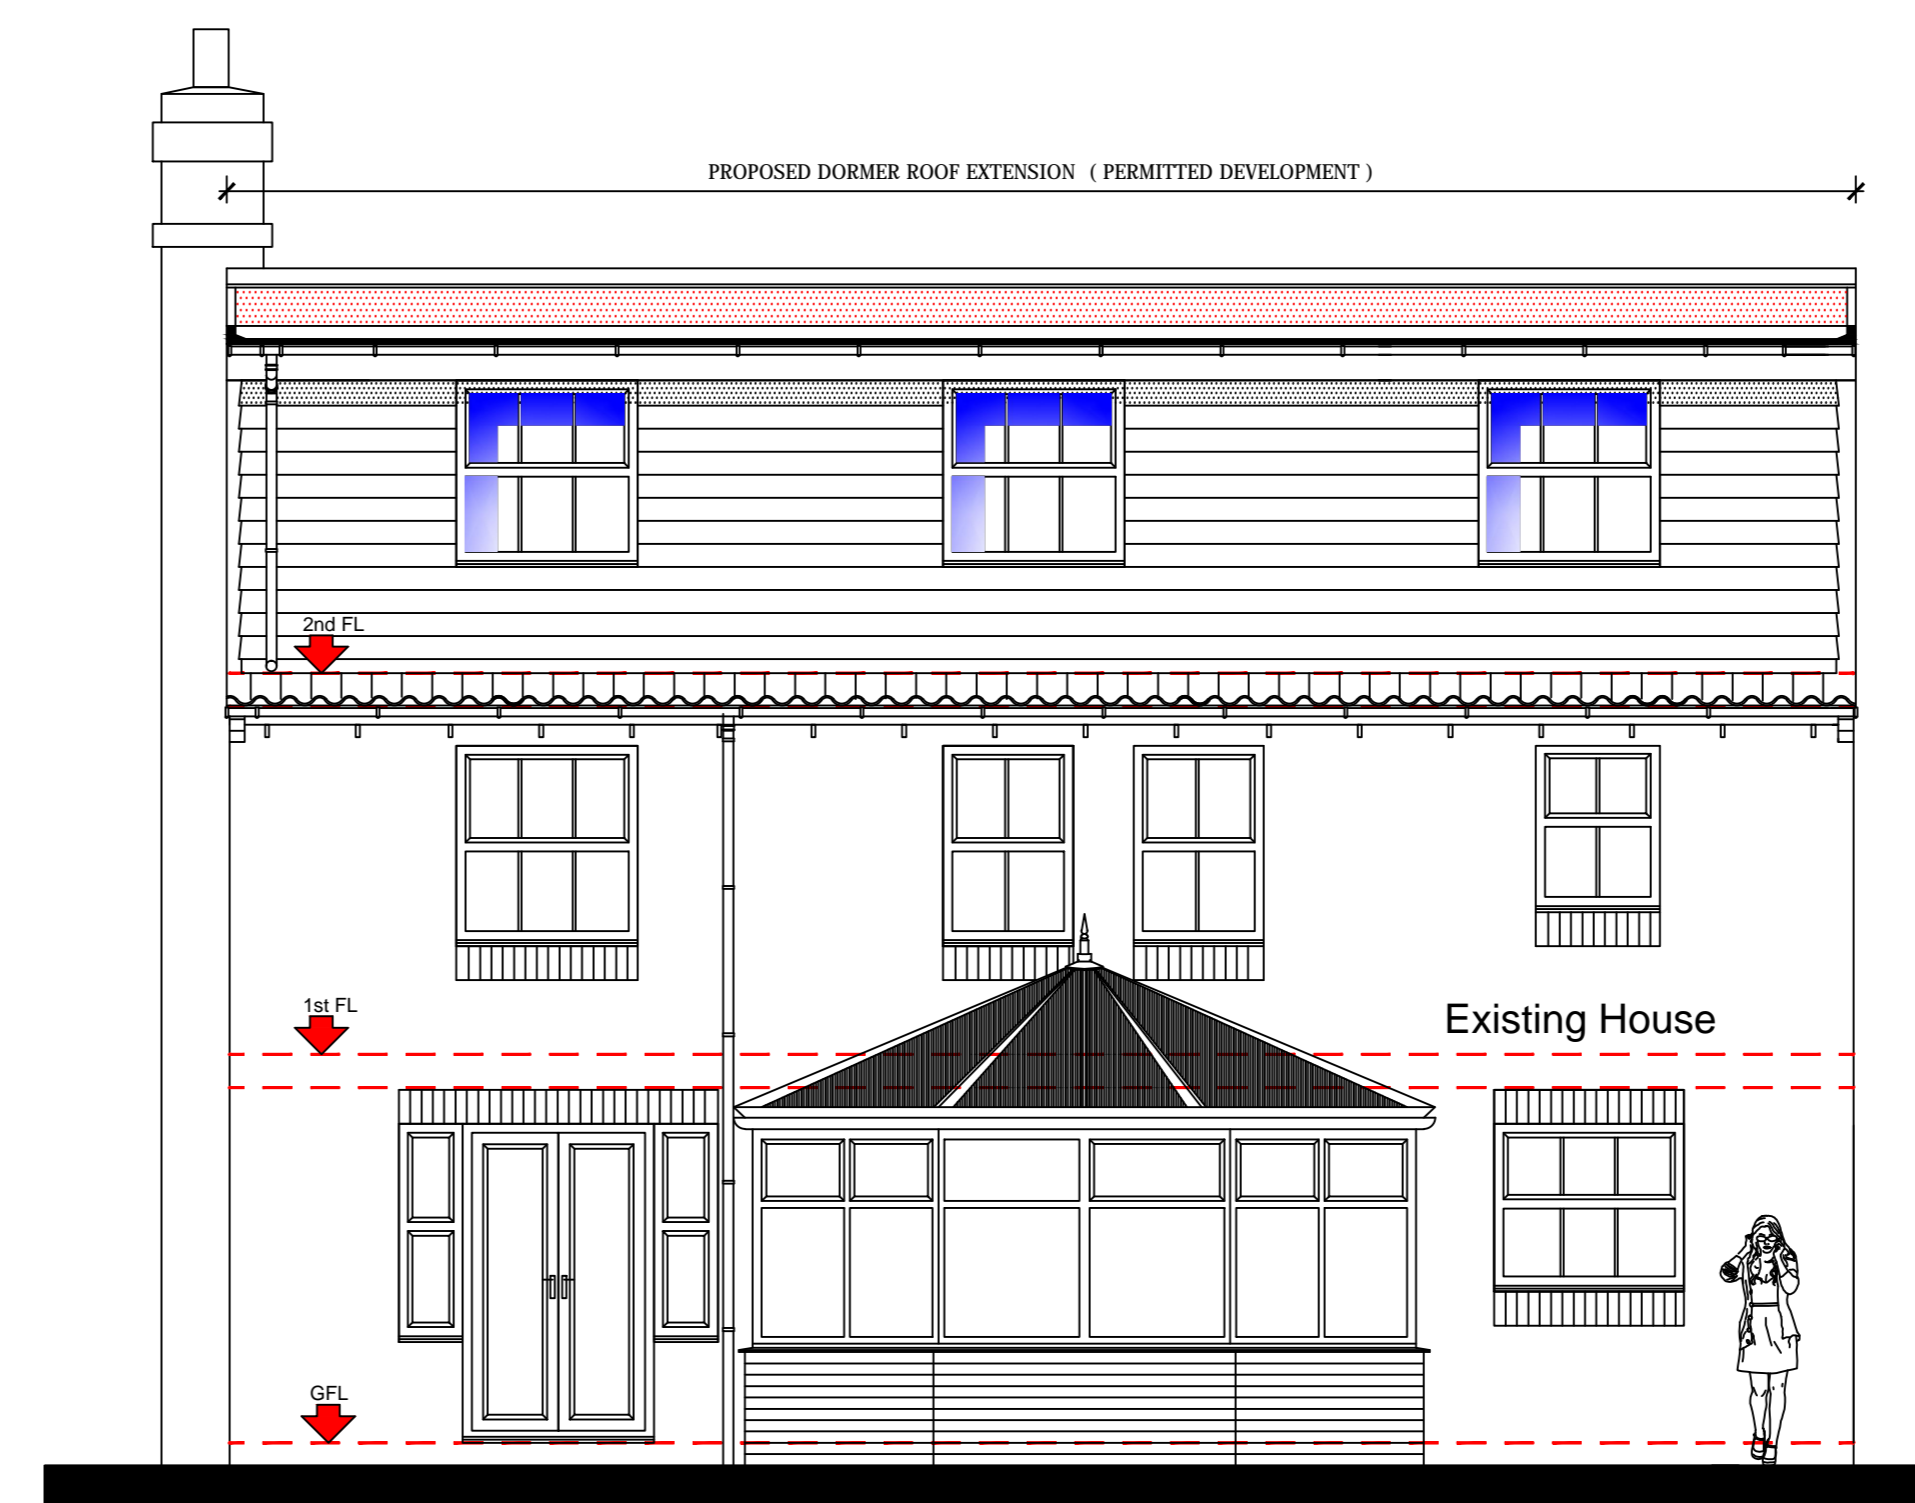 PROPOSED DORMER ROOF EXTENSION ( PERMITTED DEVELOPMENT )
2nd FL
1st FL
Existing House
GFL